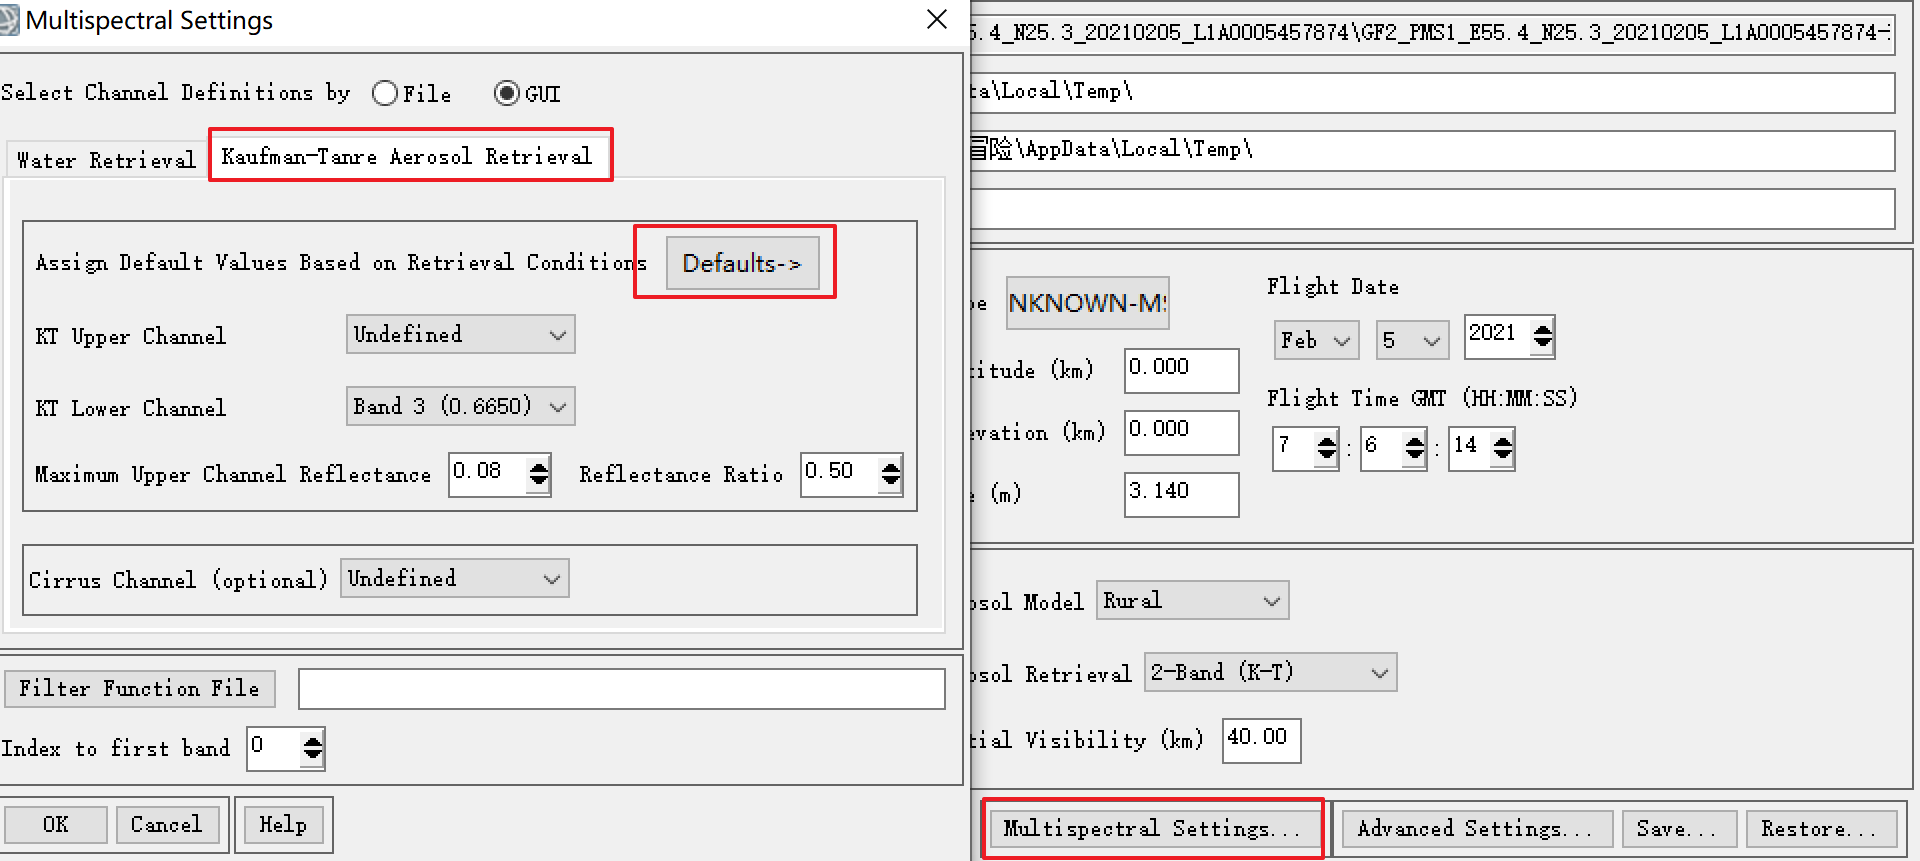 Multispectral Settings
Select Channel Definitions by File GUI
Water Retrieval Kaufman-Tanre Aerosol Retrieval
Assign Default Values Based on Retrieval Conditions Defaults->
KT Upper Channel Undefined
KT Lower Channel Band 3 (0.6650)
Maximum Upper Channel Reflectance 0.08 Reflectance Ratio 0.50
Cirrus Channel (optional) Undefined
Filter Function File
Index to first band 0
OK Cancel Help
5.4_N25.3_20210205_L1A0005457874\GF2_PMS1_E55.4_N25.3_20210205_L1A0005457874-
ta\Local\Temp\
冒险\AppData\Local\Temp\
pe NKNOWN-MS
Flight Date
Feb 5 2021
titude (km) 0.000
Flight Time GMT (HH:MM:SS)
evation (km) 0.000
7 : 6 : 14
e (m) 3.140
osol Model Rural
osol Retrieval 2-Band (K-T)
tial Visibility (km) 40.00
Multispectral Settings... Advanced Settings... Save... Restore...